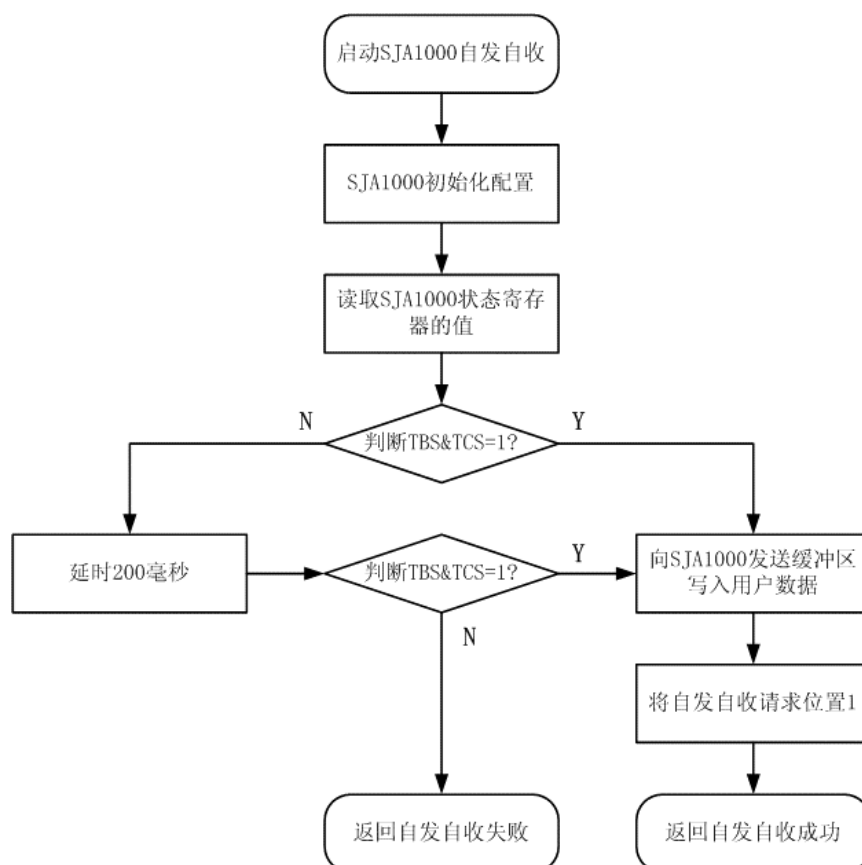 启动SJA1000自发自收
SJA1000初始化配置
读取SJA1000状态寄存
器的值
N
判断TBS&TCS=1?
Y
延时200毫秒
判断TBS&TCS=1?
Y
向SJA1000发送缓冲区
写入用户数据
N
将自发自收请求位置1
返回自发自收失败
返回自发自收成功